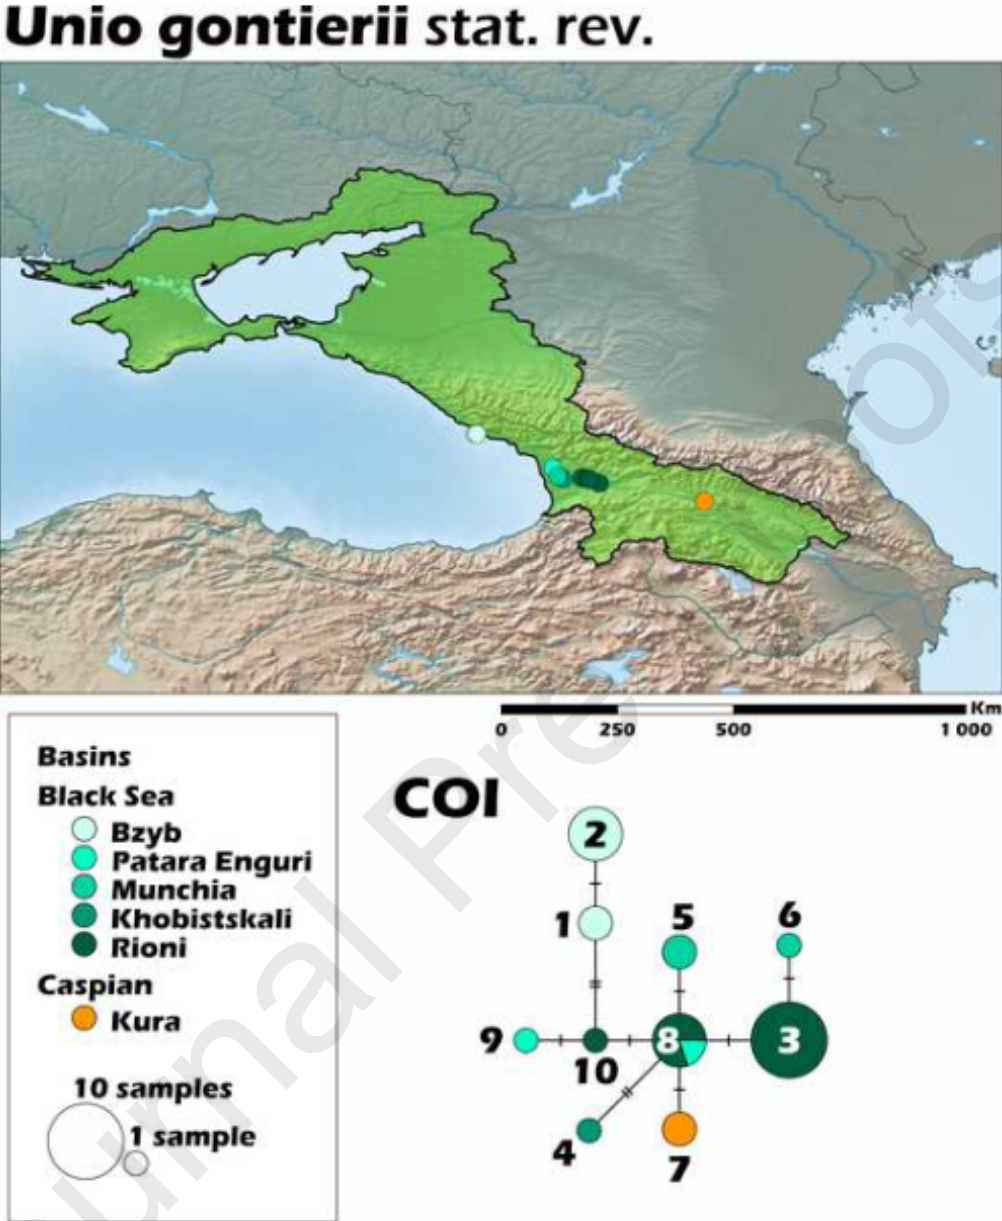 Unio gontierii stat. rev.
Km
0 250 500 1 000
Basins
Black Sea
Bzyb
Patara Enguri
Munchia
Khobistskali
Rioni
Caspian
Kura
10 samples
1 sample
COI
2
1
5
6
9
10
8
3
4
7